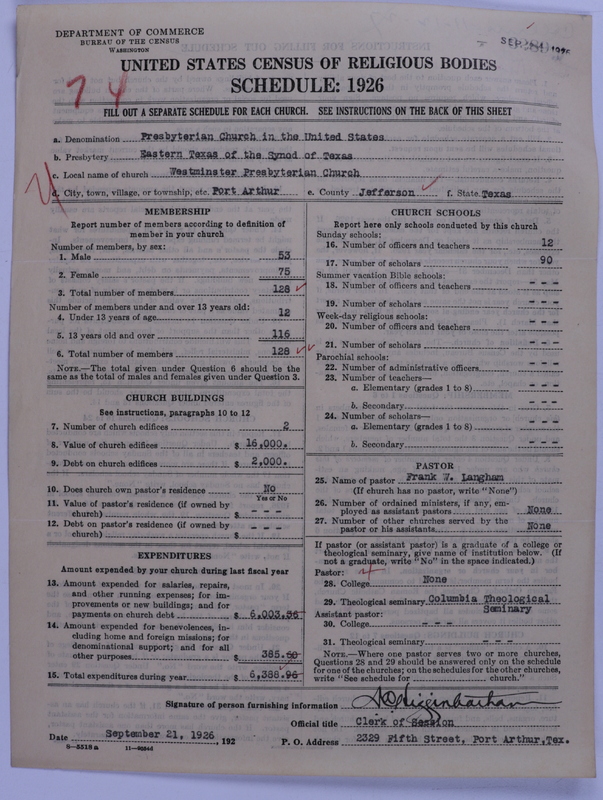 DEPARTMENT OF COMMERCE
BUREAU OF THE CENSUS
WASHINGTON
UNITED STATES CENSUS OF RELIGIOUS BODIES
SCHEDULE: 1926
7 4
FILL OUT A SEPARATE SCHEDULE FOR EACH CHURCH. SEE INSTRUCTIONS ON THE BACK OF THIS SHEET
a. Denomination Presbyterian Church in the United States
b. Presbytery Eastern Texas of the Synod of Texas
c. Local name of church Westminster Presbyterian Church
d. City, town, village, or township, etc. Port Arthur e. County Jefferson f. State Texas
MEMBERSHIP
Report number of members according to definition of
member in your church
Number of members, by sex:
1. Male 53
2. Female 75
3. Total number of members 128
Number of members under and over 13 years old:
4. Under 13 years of age 12
5. 13 years old and over 116
6. Total number of members 128
NOTE.—The total given under Question 6 should be
same as the total of males and females given under Question 3.
CHURCH BUILDINGS
See instructions, paragraphs 10 to 12
7. Number of church edifices 2
8. Value of church edifices $ 16,000.
9. Debt on church edifices $ 2,000.
10. Does church own pastor's residence No
Yes or No
11. Value of pastor's residence (if owned by
church) $ - - -
12. Debt on pastor's residence (if owned by
church) $ - - -
EXPENDITURES
Amount expended by your church during last fiscal year
13. Amount expended for salaries, repairs,
and other running expenses; for im-
provements or new buildings; and for
payments on church debt $ 6,003.56
14. Amount expended for benevolences, in-
cluding home and foreign missions; for
denominational support; and for all
other purposes $ 385.
15. Total expenditures during year $ 6,388.96
CHURCH SCHOOLS
Report here only schools conducted by this church
Sunday schools:
16. Number of officers and teachers 12
17. Number of scholars 90
Summer vacation Bible schools:
18. Number of officers and teachers - - -
19. Number of scholars - - -
Week-day religious schools:
20. Number of officers and teachers - - -
21. Number of scholars - - -
Parochial schools:
22. Number of administrative officers - - -
23. Number of teachers—
a. Elementary (grades 1 to 8) - - -
b. Secondary - - -
24. Number of scholars—
a. Elementary (grades 1 to 8) - - -
b. Secondary - - -
PASTOR
25. Name of pastor Frank W. Langham
(If church has no pastor, write "None")
26. Number of ordained ministers, if any, em-
ployed as assistant pastors None
27. Number of other churches served by the
pastor or his assistants None
If pastor (or assistant pastor) is a graduate of a college or
theological seminary, give name of institution below. (If
not a graduate, write "No" in the space indicated.)
Pastor:
28. College None
29. Theological seminary Columbia Theological
Seminary
Assistant pastor:
30. College - - -
31. Theological seminary - - -
NOTE.—Where one pastor serves two or more churches,
Questions 28 and 29 should be answered only on the schedule
for one of the churches; on the schedules for the other churches,
write "See schedule for church."
Signature of person furnishing information Higginbotham
Official title Clerk of Session
Date September 21, 1926, 192 P. O. Address 2329 Fifth Street, Port Arthur, Tex.
S—5518a